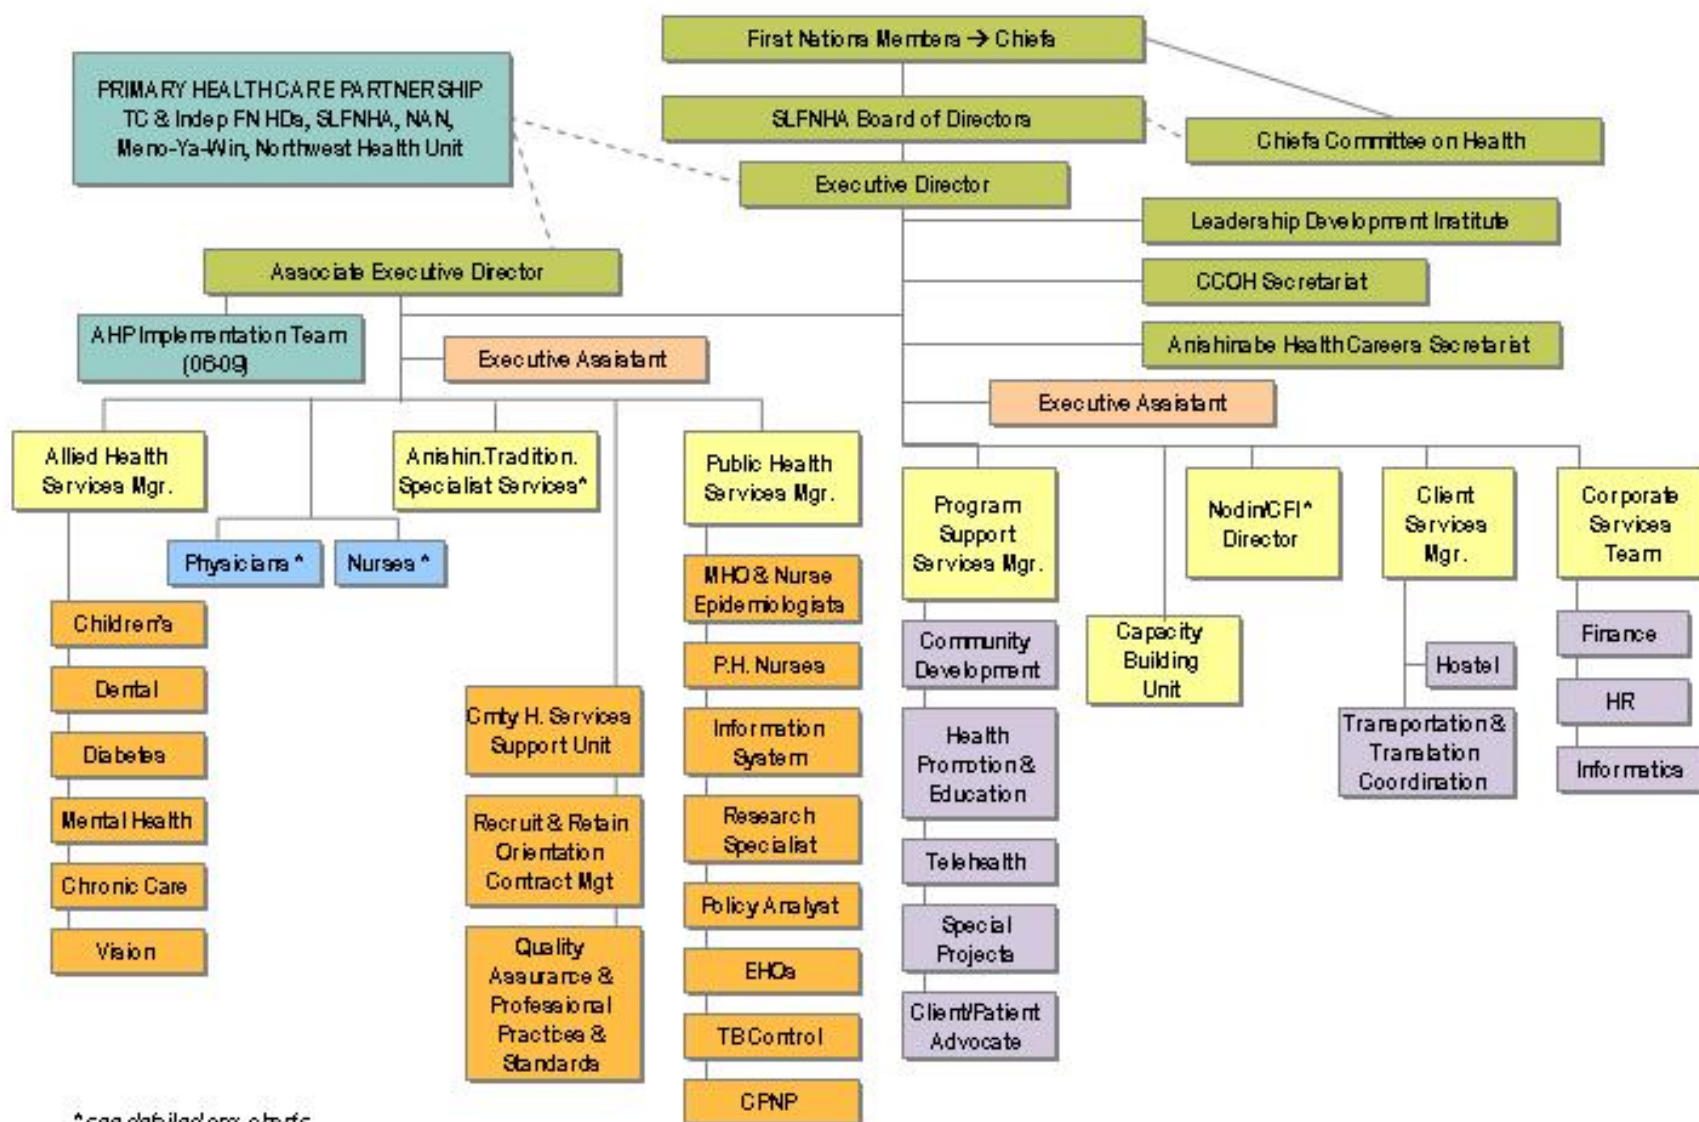 First Nations Members → Chiefs
PRIMARY HEALTH CARE PARTNERSHIP
TC & Indep FN HDs, SLFNHA, NAN,
Meno-Ya-Win, Northwest Health Unit
SLFNHA Board of Directors
Chiefs Committee on Health
Executive Director
Leadership Development Institute
Associate Executive Director
CCOH Secretariat
AHP Implementation Team
(06-09)
Executive Assistant
Anishinabe Health Careers Secretariat
Executive Assistant
Allied Health
Services Mgr.
Anishin.Tradition.
Specialist Services*
Public Health
Services Mgr.
Program
Support
Services Mgr.
Nodin/CFI*
Director
Client
Services
Mgr.
Corporate
Services
Team
Physicians *
Nurses *
Children's
Dental
Diabetes
Mental Health
Chronic Care
Vision
Cmty H. Services
Support Unit
Recruit & Retain
Orientation
Contract Mgt
Quality
Assurance &
Professional
Practices &
Standards
MHO & Nurse
Epidemiologists
P.H. Nurses
Information
System
Research
Specialist
Policy Analyst
EHOs
TB Control
CPNP
Community
Development
Health
Promotion &
Education
Telehealth
Special
Projects
Client/Patient
Advocate
Capacity
Building
Unit
Hostel
Transportation &
Translation
Coordination
Finance
HR
Informatics
*see detailed org charts